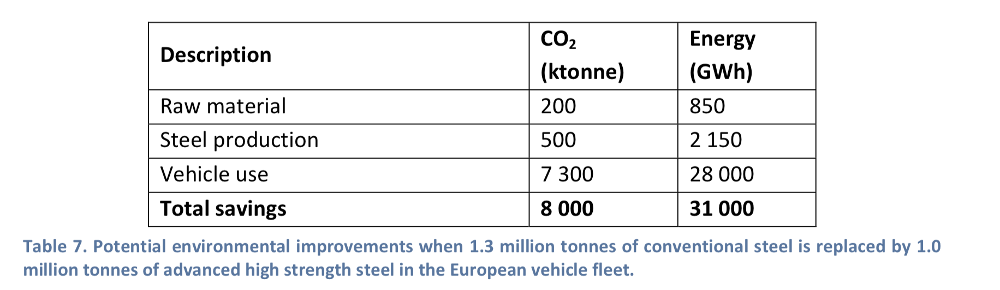 Description CO₂ (ktonne) Energy (GWh)
Raw material 200 850
Steel production 500 2 150
Vehicle use 7 300 28 000
Total savings 8 000 31 000
Table 7. Potential environmental improvements when 1.3 million tonnes of conventional steel is replaced by 1.0
million tonnes of advanced high strength steel in the European vehicle fleet.